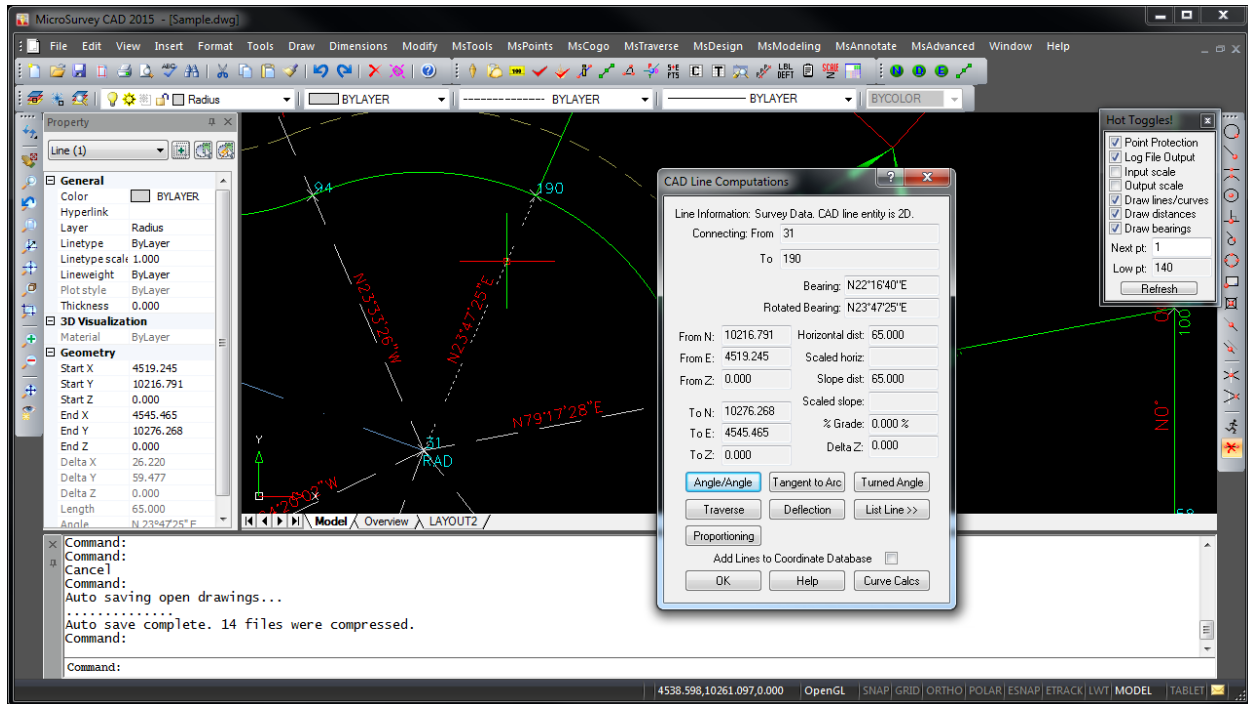 MicroSurvey CAD 2015 - [Sample.dwg]
File Edit View Insert Format Tools Draw Dimensions Modify MsTools MsPoints MsCogo MsTraverse MsDesign MsModeling MsAnnotate MsAdvanced Window Help
Radius BYLAYER BYLAYER BYLAYER BYCOLOR
Property
Line (1)
General
Color BYLAYER
Hyperlink
Layer Radius
Linetype ByLayer
Linetype scale 1.000
Lineweight ByLayer
Plot style ByLayer
Thickness 0.000
3D Visualization
Material ByLayer
Geometry
Start X 4519.245
Start Y 10216.791
Start Z 0.000
End X 4545.465
End Y 10276.268
End Z 0.000
Delta X 26.220
Delta Y 59.477
Delta Z 0.000
Length 65.000
Angle N 23°47'25" E
94
190
N23°33'26"W
N23°47'25"E
N79°17'28"E
31
RAD
Y
X
100
Model Overview LAYOUT2
CAD Line Computations
Line Information: Survey Data. CAD line entity is 2D.
Connecting: From 31
To 190
Bearing: N22°16'40"E
Rotated Bearing: N23°47'25"E
From N: 10216.791 Horizontal dist: 65.000
From E: 4519.245 Scaled horiz:
From Z: 0.000 Slope dist: 65.000
Scaled slope:
To N: 10276.268 % Grade: 0.000 %
To E: 4545.465 Delta Z: 0.000
To Z: 0.000
Angle/Angle Tangent to Arc Turned Angle
Traverse Deflection List Line >>
Proportioning
Add Lines to Coordinate Database
OK Help Curve Calcs
Hot Toggles!
Point Protection
Log File Output
Input scale
Output scale
Draw lines/curves
Draw distances
Draw bearings
Next pt: 1
Low pt: 140
Refresh
Command:
Command:
Cancel
Command:
Auto saving open drawings...
..............
Auto save complete. 14 files were compressed.
Command:
Command:
4538.598,10261.097,0.000 OpenGL SNAP GRID ORTHO POLAR ESNAP ETRACK LWT MODEL TABLET